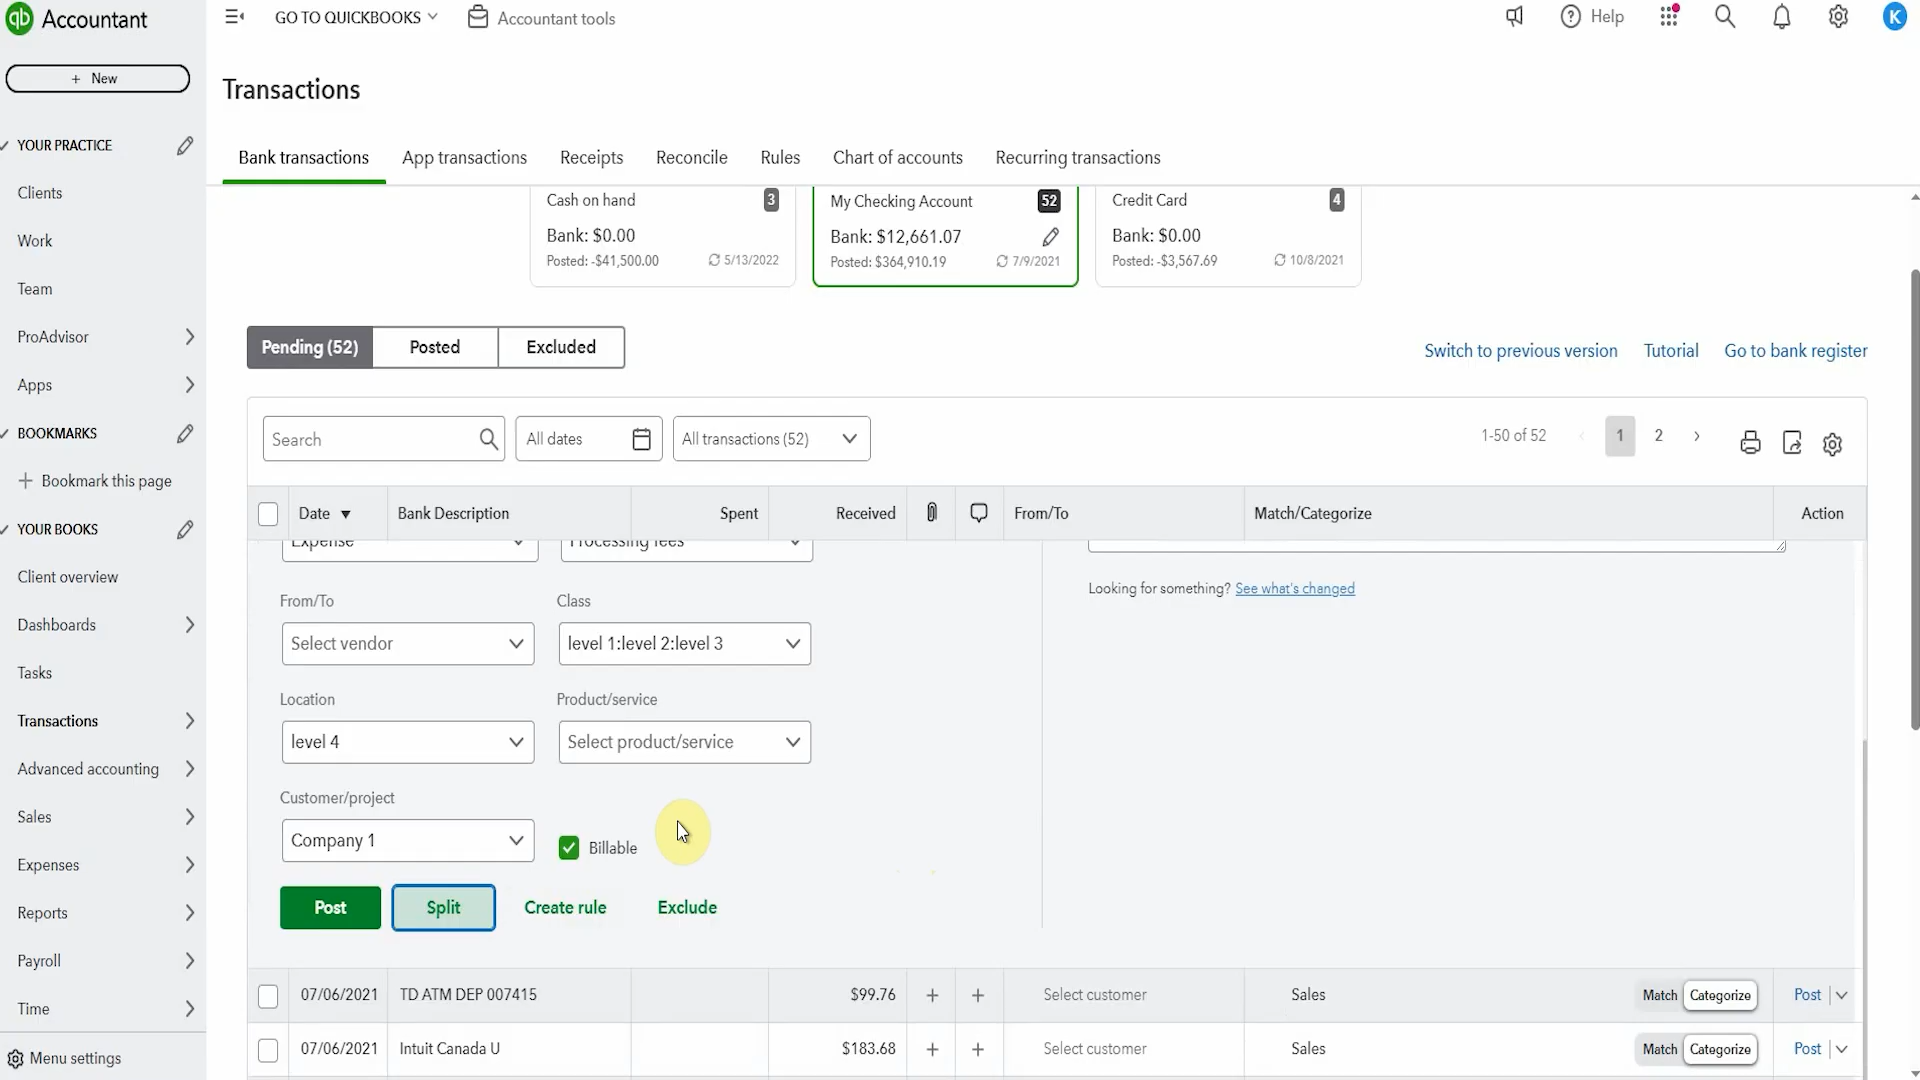 qb Accountant
GO TO QUICKBOOKS
Accountant tools
Help
K
+ New
YOUR PRACTICE
Clients
Work
Team
ProAdvisor
Apps
BOOKMARKS
+ Bookmark this page
YOUR BOOKS
Client overview
Dashboards
Tasks
Transactions
Advanced accounting
Sales
Expenses
Reports
Payroll
Time
Menu settings
Transactions
Bank transactions App transactions Receipts Reconcile Rules Chart of accounts Recurring transactions
Cash on hand 3
Bank: $0.00
Posted: -$41,500.00 5/13/2022
My Checking Account 52
Bank: $12,661.07
Posted: $364,910.19 7/9/2021
Credit Card 4
Bank: $0.00
Posted: -$3,567.69 10/8/2021
Pending (52) Posted Excluded
Switch to previous version Tutorial Go to bank register
Search All dates All transactions (52) 1-50 of 52 1 2
Date Bank Description Spent Received From/To Match/Categorize Action
Expense Processing fees
Looking for something? See what's changed
From/To Class
Select vendor level 1:level 2:level 3
Location Product/service
level 4 Select product/service
Customer/project
Company 1 Billable
Post Split Create rule Exclude
07/06/2021 TD ATM DEP 007415 $99.76 + + Select customer Sales Match Categorize Post
07/06/2021 Intuit Canada U $183.68 + + Select customer Sales Match Categorize Post